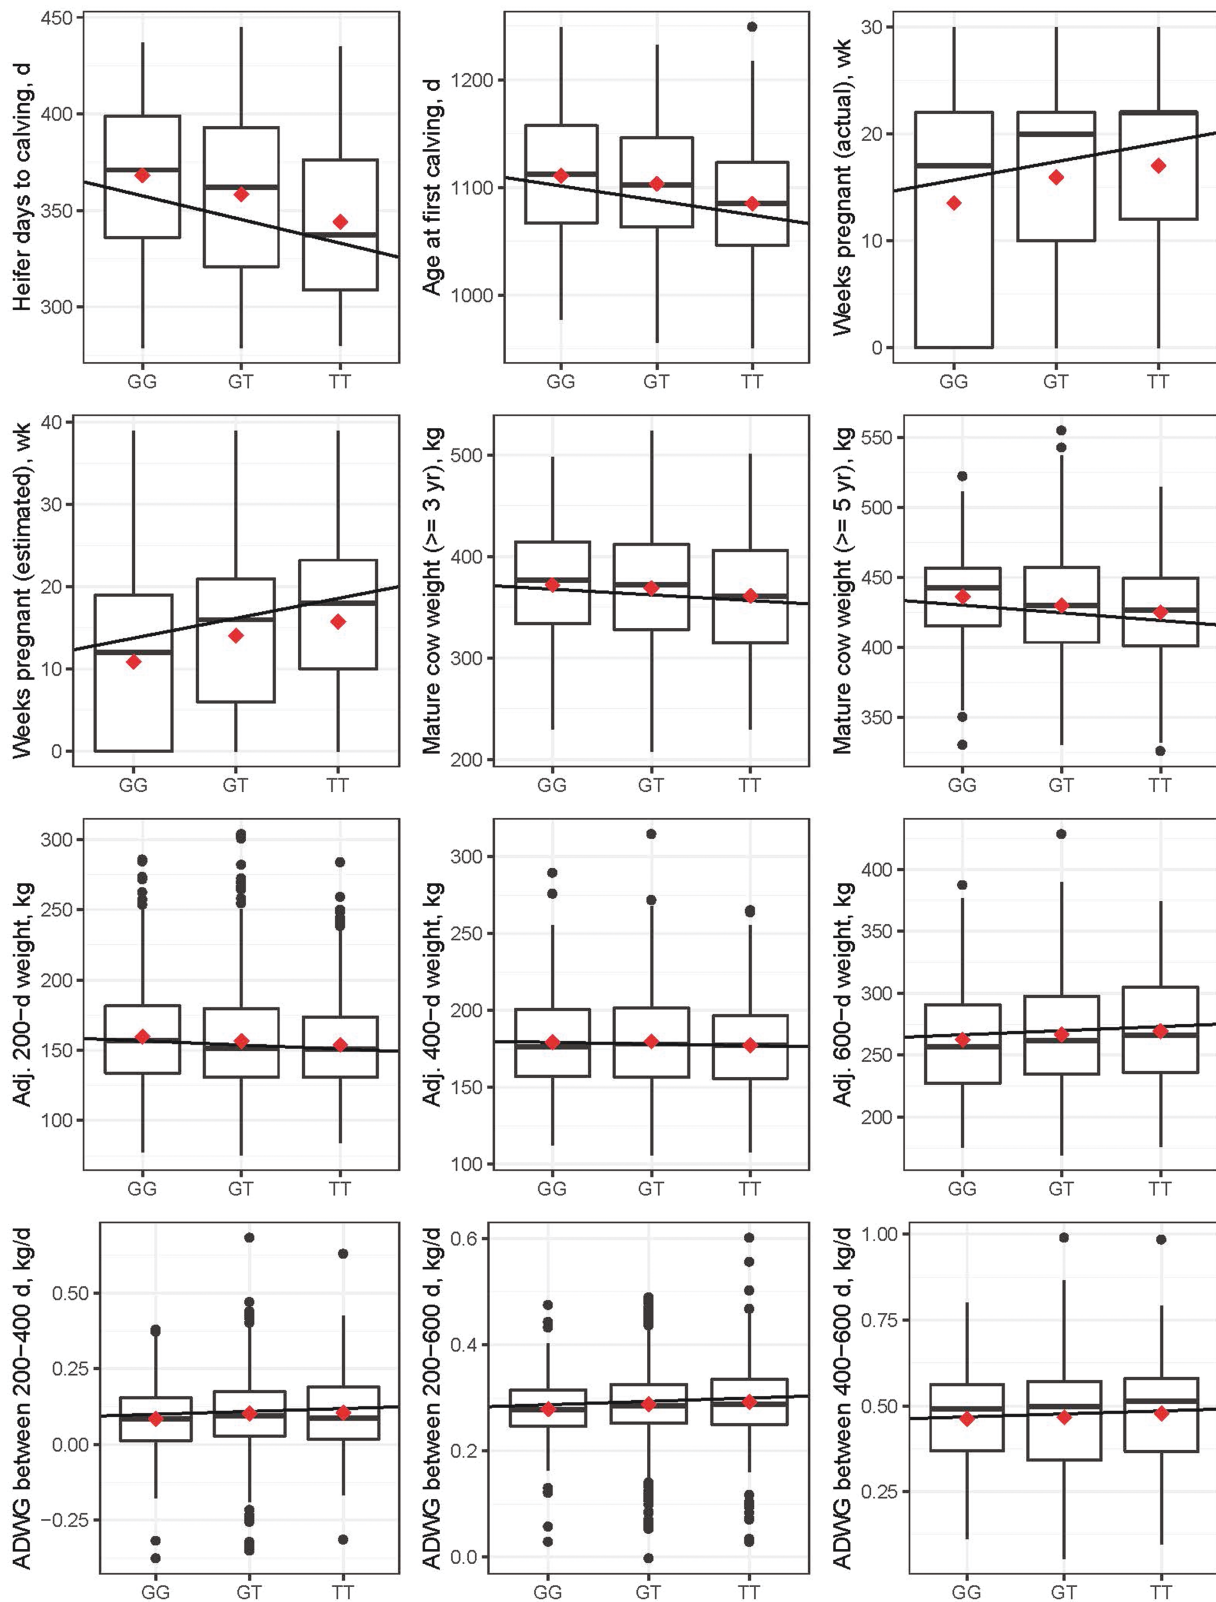 Heifer days to calving, d
450
400
350
300
GG GT TT
Age at first calving, d
1200
1100
1000
GG GT TT
Weeks pregnant (actual), wk
30
20
10
0
GG GT TT
Weeks pregnant (estimated), wk
40
30
20
10
0
GG GT TT
Mature cow weight (>= 3 yr), kg
500
400
300
200
GG GT TT
Mature cow weight (>= 5 yr), kg
550
500
450
400
350
GG GT TT
Adj. 200−d weight, kg
300
250
200
150
100
GG GT TT
Adj. 400−d weight, kg
300
250
200
150
100
GG GT TT
Adj. 600−d weight, kg
400
350
300
250
200
GG GT TT
ADWG between 200−400 d, kg/d
0.50
0.25
0.00
−0.25
GG GT TT
ADWG between 200−600 d, kg/d
0.6
0.4
0.2
0.0
GG GT TT
ADWG between 400−600 d, kg/d
1.00
0.75
0.50
0.25
GG GT TT